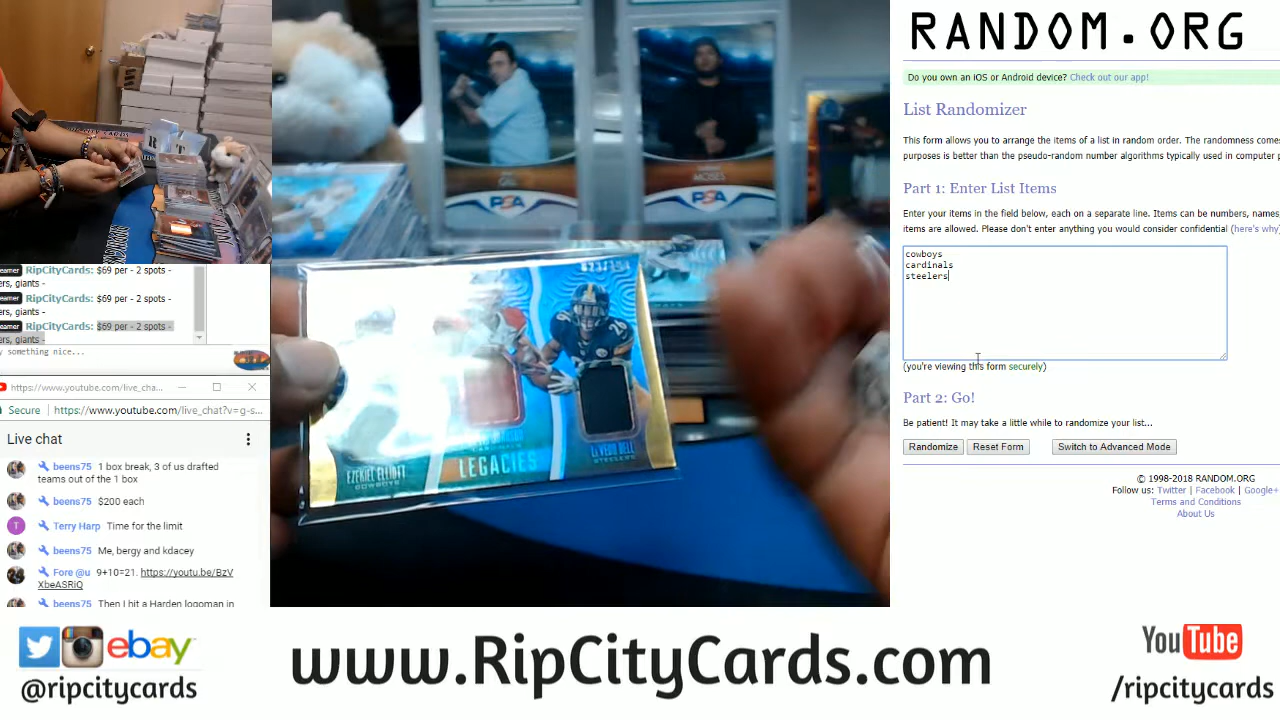 RipCityCards: $69 per - 2 spots -
ers, giants -
RipCityCards: $69 per - 2 spots -
ers, giants -
RipCityCards: $69 per - 2 spots -
ers, giants -
y something nice...
https://www.youtube.com/live_cha...
Secure
https://www.youtube.com/live_chat?v=g-s...
Live chat
beens75 1 box break, 3 of us drafted
teams out of the 1 box
beens75 $200 each
T Terry Harp Time for the limit
beens75 Me, bergy and kdacey
Fore @u 9+10=21. https://youtu.be/BzV
XbeASRiQ
beens75 Then I hit a Harden logoman in
MOSES
PSA
PSA
EZEKIEL ELLIOTT
COWBOYS
LEGACIES
LE'VEON BELL
STEELERS
RANDOM.ORG
Do you own an iOS or Android device? Check out our app!
List Randomizer
This form allows you to arrange the items of a list in random order. The randomness comes
purposes is better than the pseudo-random number algorithms typically used in computer p
Part 1: Enter List Items
Enter your items in the field below, each on a separate line. Items can be numbers, names
items are allowed. Please don't enter anything you would consider confidential (here's why)
cowboys
cardinals
steelers
(you're viewing this form securely)
Part 2: Go!
Be patient! It may take a little while to randomize your list...
Randomize
Reset Form
Switch to Advanced Mode
© 1998-2018 RANDOM.ORG
Follow us: Twitter | Facebook | Google+
Terms and Conditions
About Us
ebay
@ripcitycards
www.RipCityCards.com
YouTube
/ripcitycards